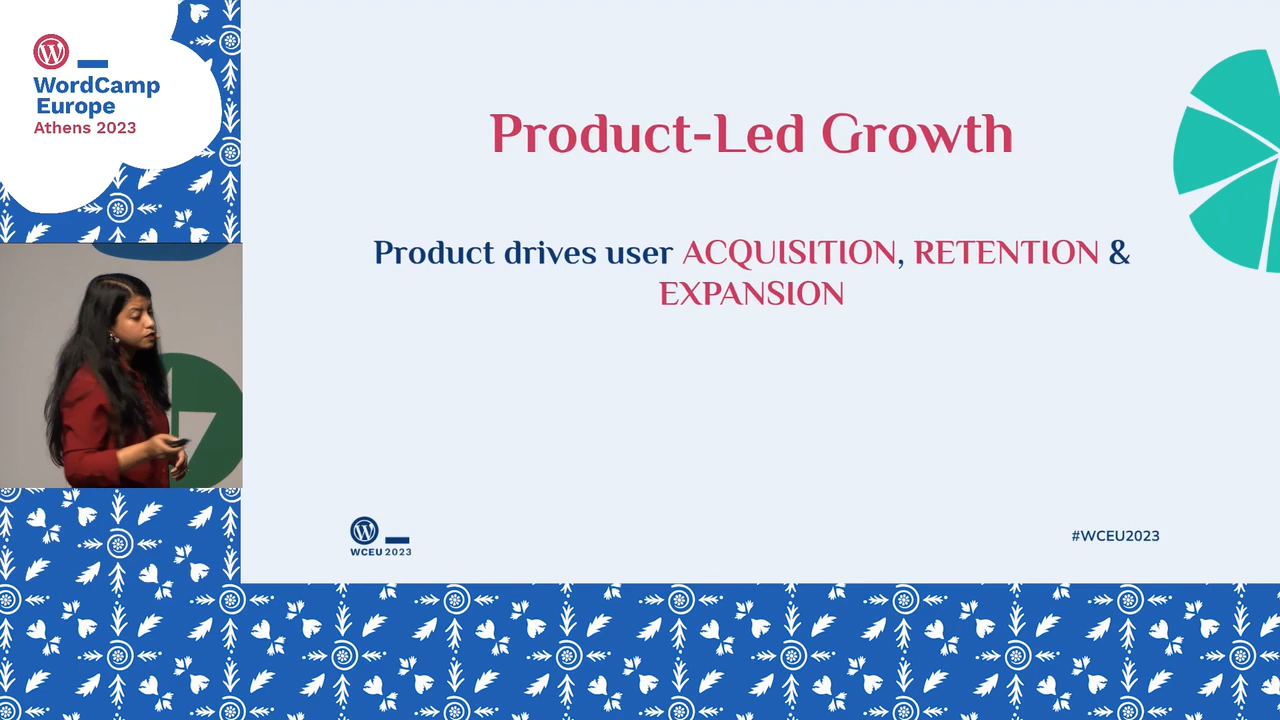 WordCamp
Europe
Athens 2023
Product-Led Growth
Product drives user ACQUISITION, RETENTION &
EXPANSION
WCEU 2023
#WCEU2023